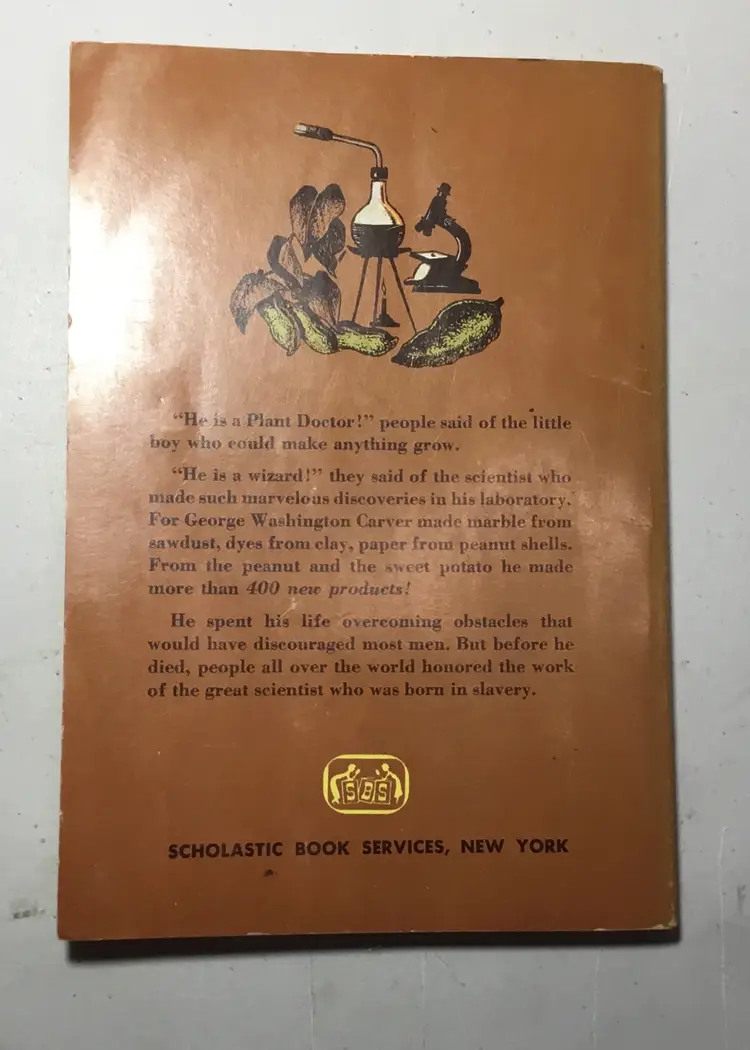 "He is a Plant Doctor!" people said of the little
boy who could make anything grow.
"He is a wizard!" they said of the scientist who
made such marvelous discoveries in his laboratory.
For George Washington Carver made marble from
sawdust, dyes from clay, paper from peanut shells.
From the peanut and the sweet potato he made
more than 400 new products!
He spent his life overcoming obstacles that
would have discouraged most men. But before he
died, people all over the world honored the work
of the great scientist who was born in slavery.
SBS
SCHOLASTIC BOOK SERVICES, NEW YORK